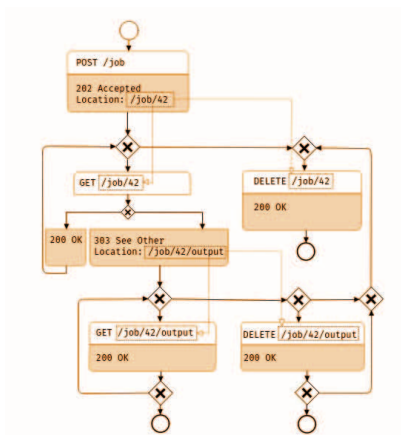 POST /job
202 Accepted
Location: /job/42
GET /job/42
DELETE /job/42
200 OK
200 OK
303 See Other
Location: /job/42/output
GET /job/42/output
200 OK
DELETE /job/42/output
200 OK